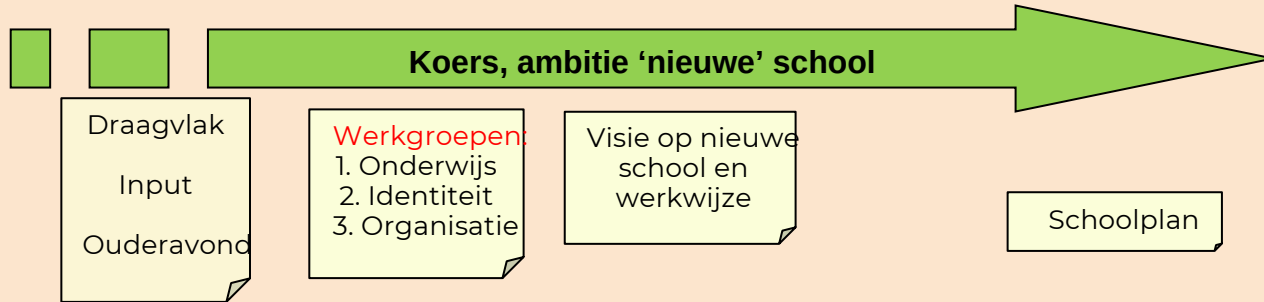 Koers, ambitie ‘nieuwe’ school
Draagvlak
Input
Ouderavond
Werkgroepen:
1. Onderwijs
2. Identiteit
3. Organisatie
Visie op nieuwe
school en
werkwijze
Schoolplan